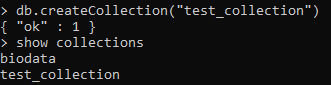 > db.createCollection("test_collection")
{ "ok" : 1 }
> show collections
biodata
test_collection